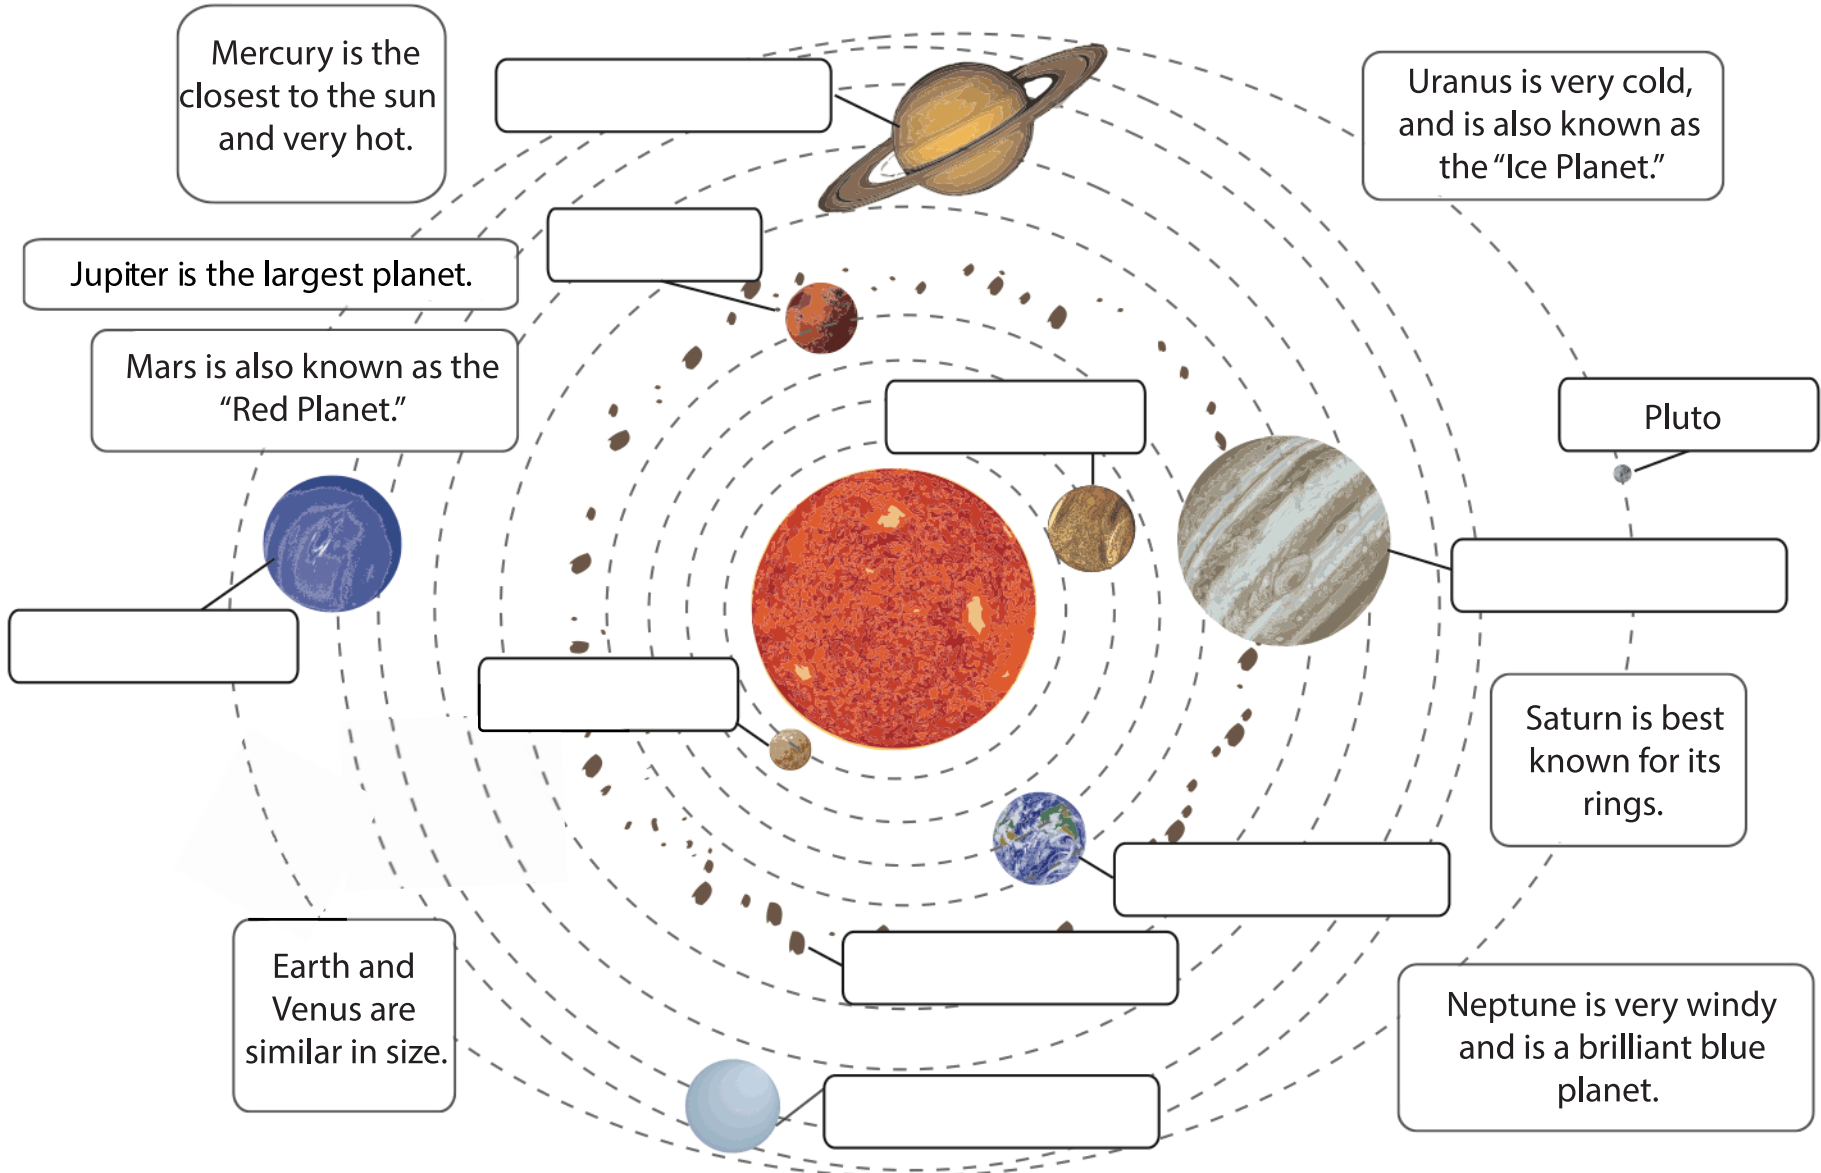 Mercury is the
closest to the sun
and very hot.
Uranus is very cold,
and is also known as
the “Ice Planet.”
Jupiter is the largest planet.
Mars is also known as the
“Red Planet.”
Pluto
Saturn is best
known for its
rings.
Earth and
Venus are
similar in size.
Neptune is very windy
and is a brilliant blue
planet.